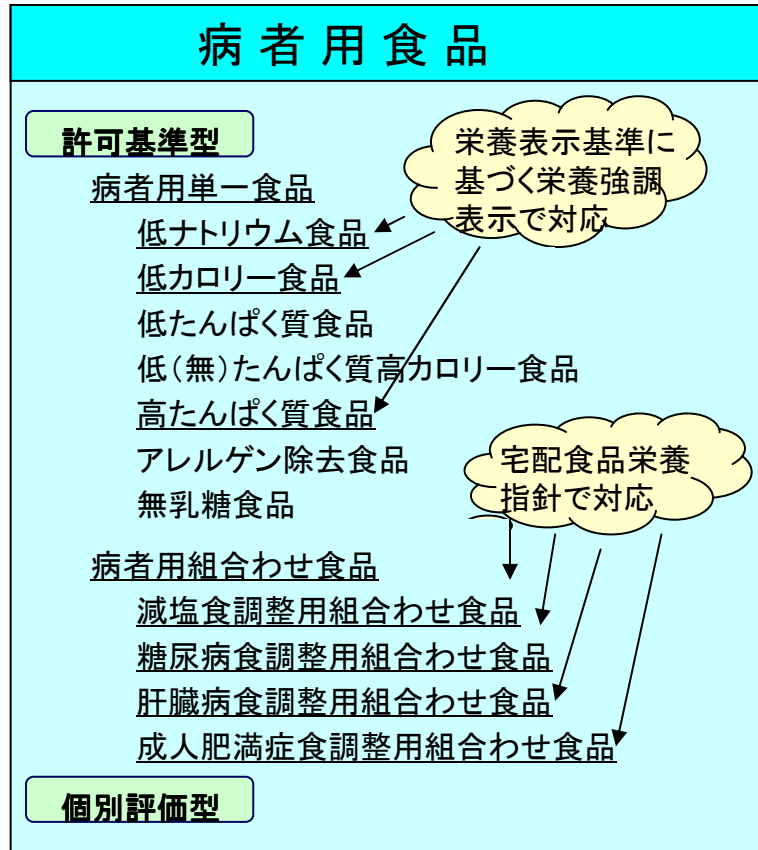 病者用食品
許可基準型
栄養表示基準に
基づく栄養強調
表示で対応
病者用単一食品
低ナトリウム食品
低カロリー食品
低たんぱく質食品
低(無)たんぱく質高カロリー食品
高たんぱく質食品
アレルゲン除去食品
無乳糖食品
宅配食品栄養
指針で対応
病者用組合わせ食品
減塩食調整用組合わせ食品
糖尿病食調整用組合わせ食品
肝臓病食調整用組合わせ食品
成人肥満症食調整用組合わせ食品
個別評価型